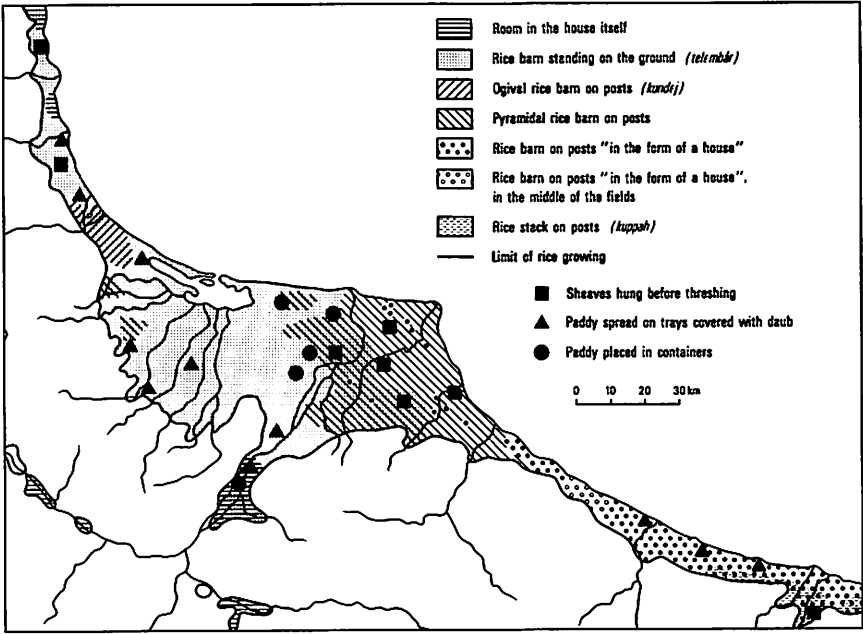 Room in the house itself
Rice barn standing on the ground (telembâr)
Ogival rice barn on posts (kundɨj)
Pyramidal rice barn on posts
Rice barn on posts "in the form of a house"
Rice barn on posts "in the form of a house",
in the middle of the fields
Rice stack on posts (kuppah)
Limit of rice growing
Sheaves hung before threshing
Paddy spread on trays covered with daub
Paddy placed in containers
0 10 20 30 km